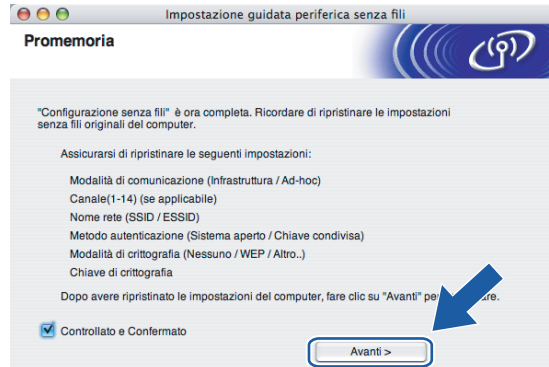 Impostazione guidata periferica senza fili
Promemoria
"Configurazione senza fili" è ora completa. Ricordare di ripristinare le impostazioni
senza fili originali del computer.
Assicurarsi di ripristinare le seguenti impostazioni:
Modalità di comunicazione (Infrastruttura / Ad-hoc)
Canale(1-14) (se applicabile)
Nome rete (SSID / ESSID)
Metodo autenticazione (Sistema aperto / Chiave condivisa)
Modalità di crittografia (Nessuno / WEP / Altro..)
Chiave di crittografia
Dopo avere ripristinato le impostazioni del computer, fare clic su "Avanti"
Controllato e Confermato
Avanti >